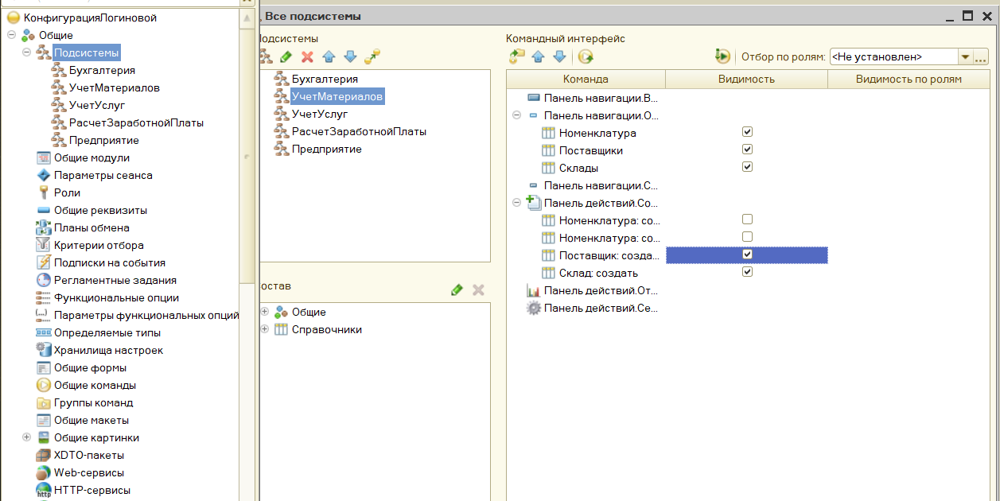 КонфигурацияЛогиновой
Общие
Подсистемы
Бухгалтерия
УчетМатериалов
УчетУслуг
РасчетЗаработнойПлаты
Предприятие
Общие модули
Параметры сеанса
Роли
Общие реквизиты
Планы обмена
Критерии отбора
Подписки на события
Регламентные задания
Функциональные опции
Параметры функциональных опций
Определяемые типы
Хранилища настроек
Общие формы
Общие команды
Группы команд
Общие макеты
Общие картинки
XDTO-пакеты
Web-сервисы
HTTP-сервисы
Все подсистемы
Подсистемы
Бухгалтерия
УчетМатериалов
УчетУслуг
РасчетЗаработнойПлаты
Предприятие
остав
Общие
Справочники
Командный интерфейс
Отбор по ролям: <Не установлен>
Команда Видимость Видимость по ролям
Панель навигации.В...
Панель навигации.О...
Номенклатура
Поставщики
Склады
Панель навигации.С...
Панель действий.Со...
Номенклатура: со...
Номенклатура: со...
Поставщик: созда...
Склад: создать
Панель действий.От...
Панель действий.Се...